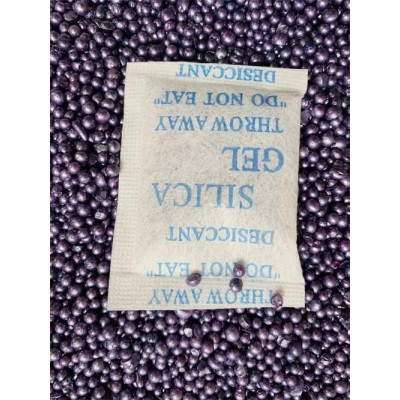 THROW AWAY
"DO NOT EAT"
DESICCANT
SILICA
GEL
THROW AWAY
"DO NOT EAT"
DESICCANT